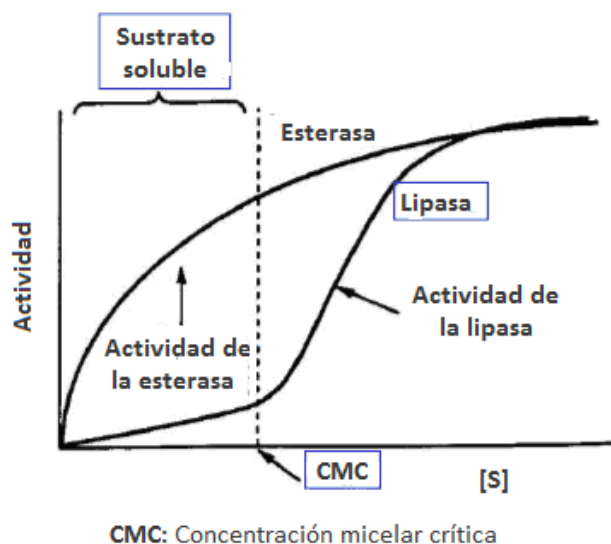 Sustrato
soluble
Esterasa
Lipasa
Actividad
Actividad de
la esterasa
Actividad de
la lipasa
CMC
[S]
CMC: Concentración micelar crítica